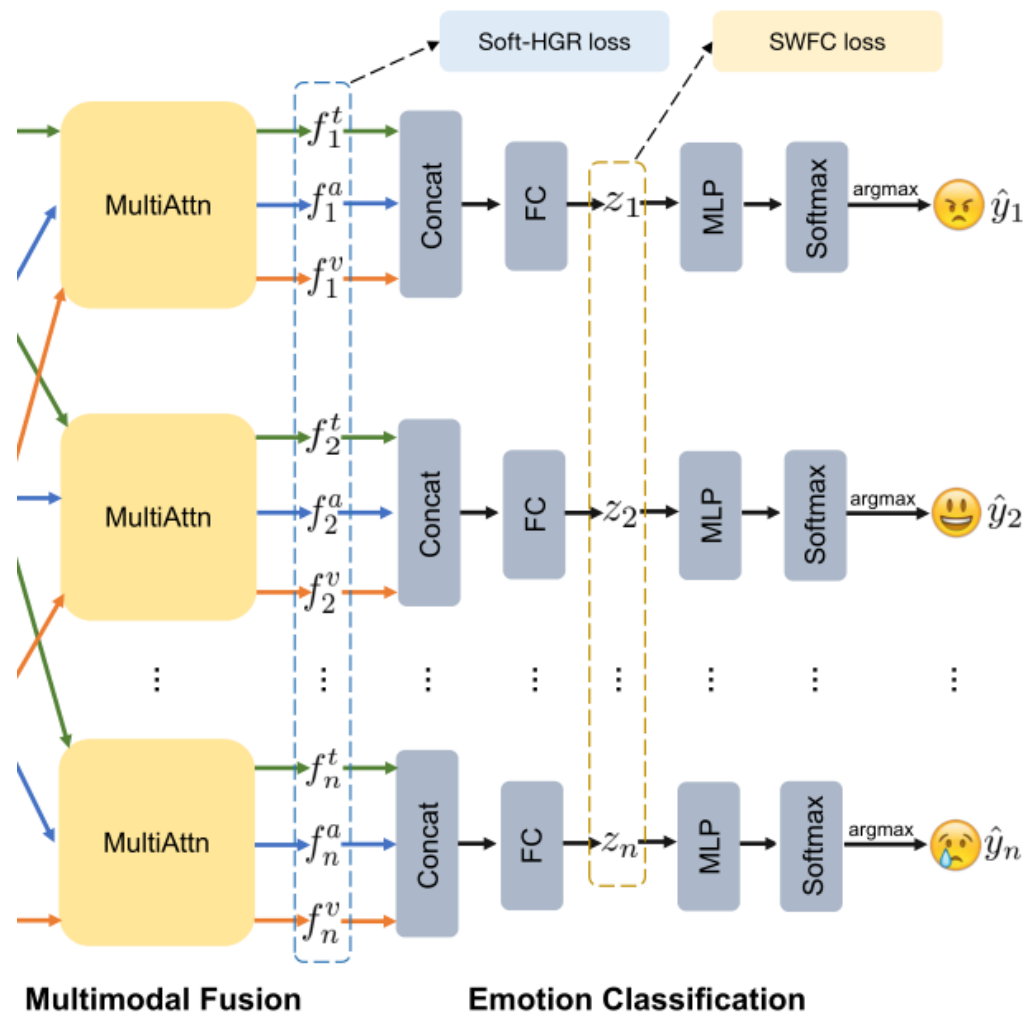 Soft-HGR loss
SWFC loss
MultiAttn
f_1^t
f_1^a
f_1^v
Concat
FC
z_1
MLP
Softmax
argmax
ŷ_1
MultiAttn
f_2^t
f_2^a
f_2^v
Concat
FC
z_2
MLP
Softmax
argmax
ŷ_2
...
...
...
...
...
...
...
...
MultiAttn
f_n^t
f_n^a
f_n^v
Concat
FC
z_n
MLP
Softmax
argmax
ŷ_n
Multimodal Fusion
Emotion Classification